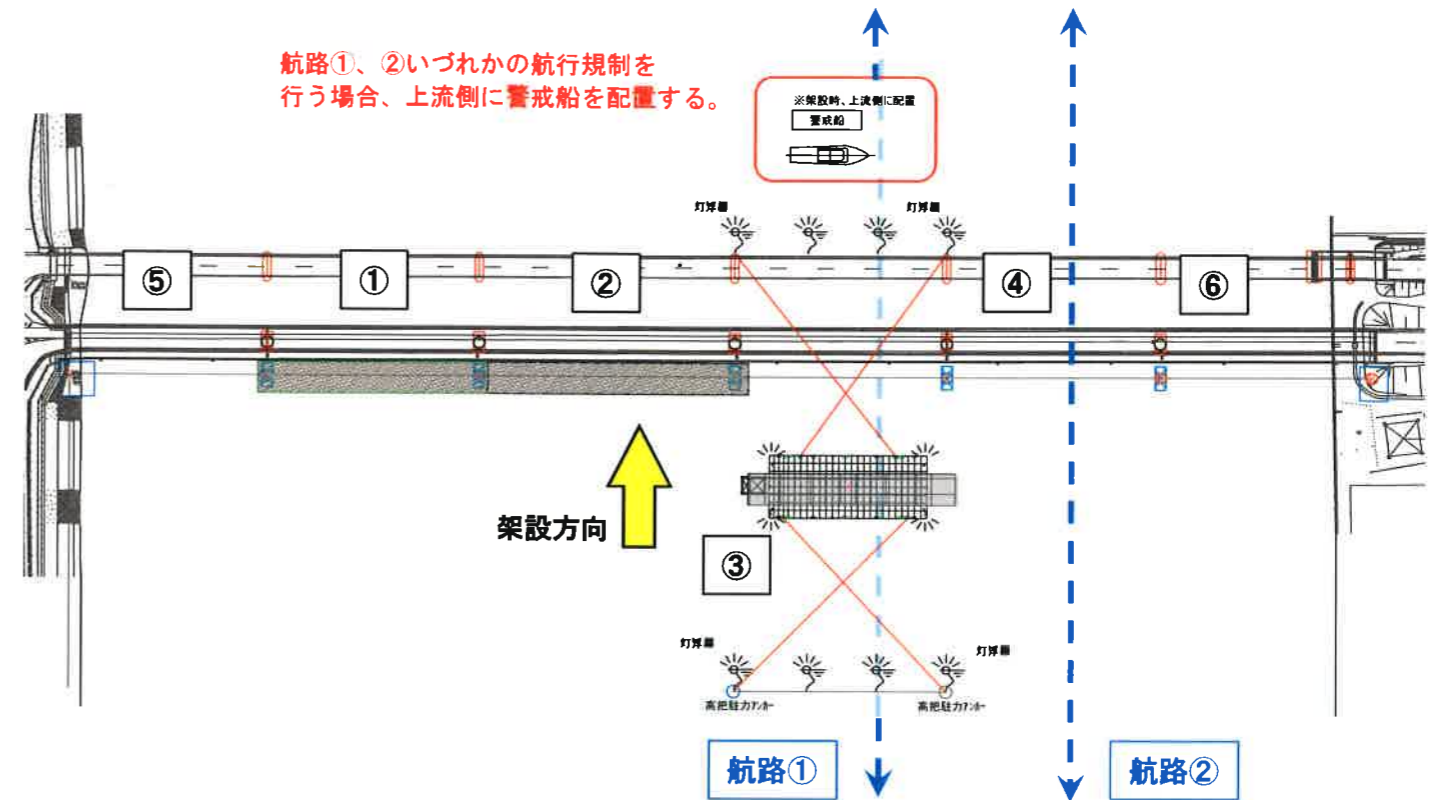 航路①、②いづれかの航行規制を
行う場合、上流側に警戒船を配置する。
※架設時、上流側に配置
警戒船
灯浮標
灯浮標
⑤
①
②
④
⑥
架設方向
③
灯浮標
灯浮標
高把駐力アンカー
高把駐力アンカー
航路①
航路②